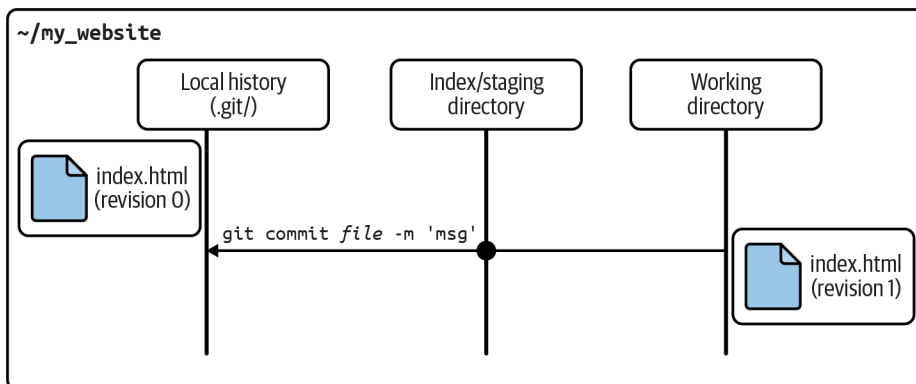 ~/my_website
Local history
(.git/)
Index/staging
directory
Working
directory
index.html
(revision 0)
git commit file -m 'msg'
index.html
(revision 1)